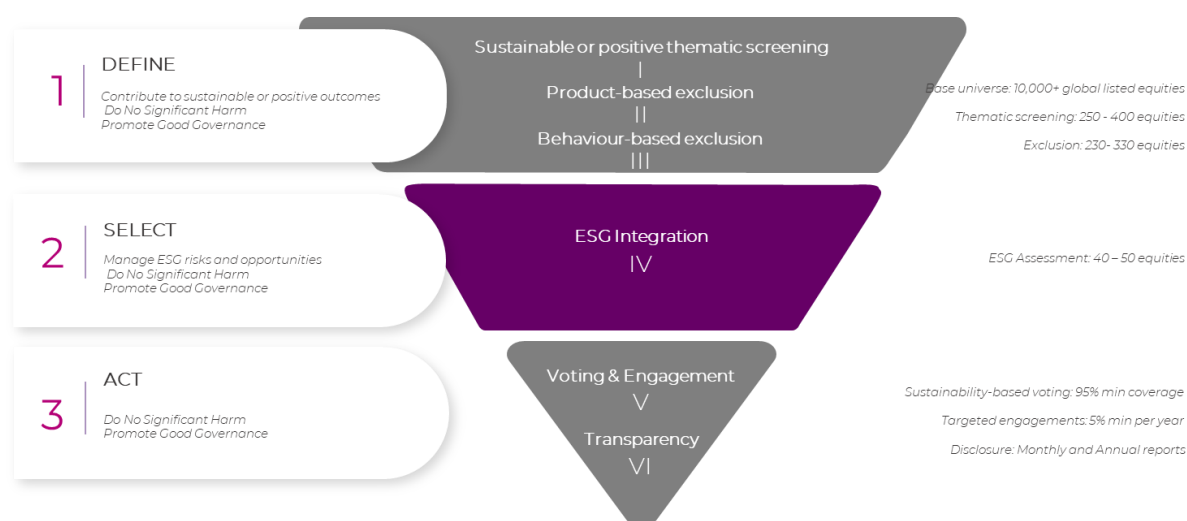 1
DEFINE
Contribute to sustainable or positive outcomes
Do No Significant Harm
Promote Good Governance
Sustainable or positive thematic screening
I
Product-based exclusion
II
Behaviour-based exclusion
III
Base universe: 10,000+ global listed equities
Thematic screening: 250 - 400 equities
Exclusion: 230- 330 equities
2
SELECT
Manage ESG risks and opportunities
Do No Significant Harm
Promote Good Governance
ESG Integration
IV
ESG Assessment: 40 – 50 equities
3
ACT
Do No Significant Harm
Promote Good Governance
Voting & Engagement
V
Transparency
VI
Sustainability-based voting: 95% min coverage
Targeted engagements: 5% min per year
Disclosure: Monthly and Annual reports